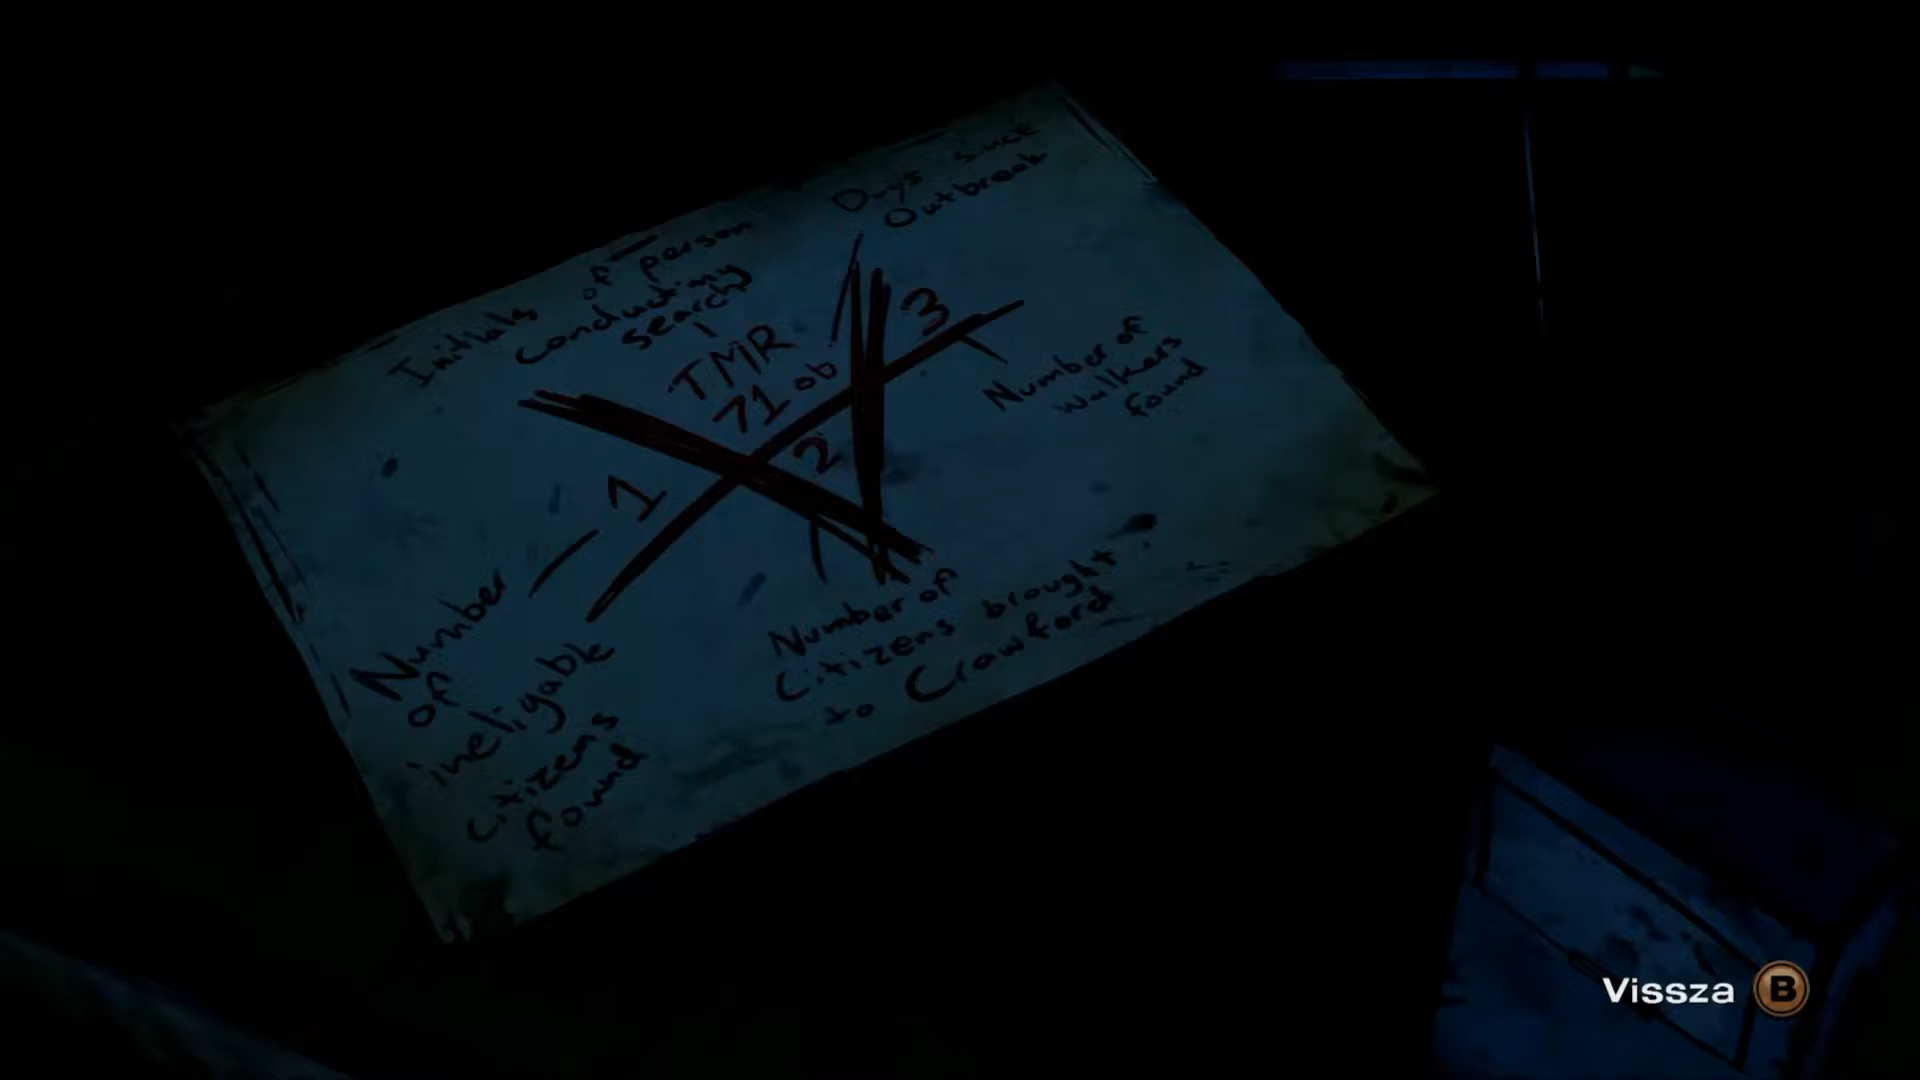 Days since
Outbreak
Initials of person
conducting
search
TMR
71 ob
3
Number of
walkers
found
2
1
Number
of
ineligable
citizens
found
Number of
Citizens brought
to Crawford
Vissza B